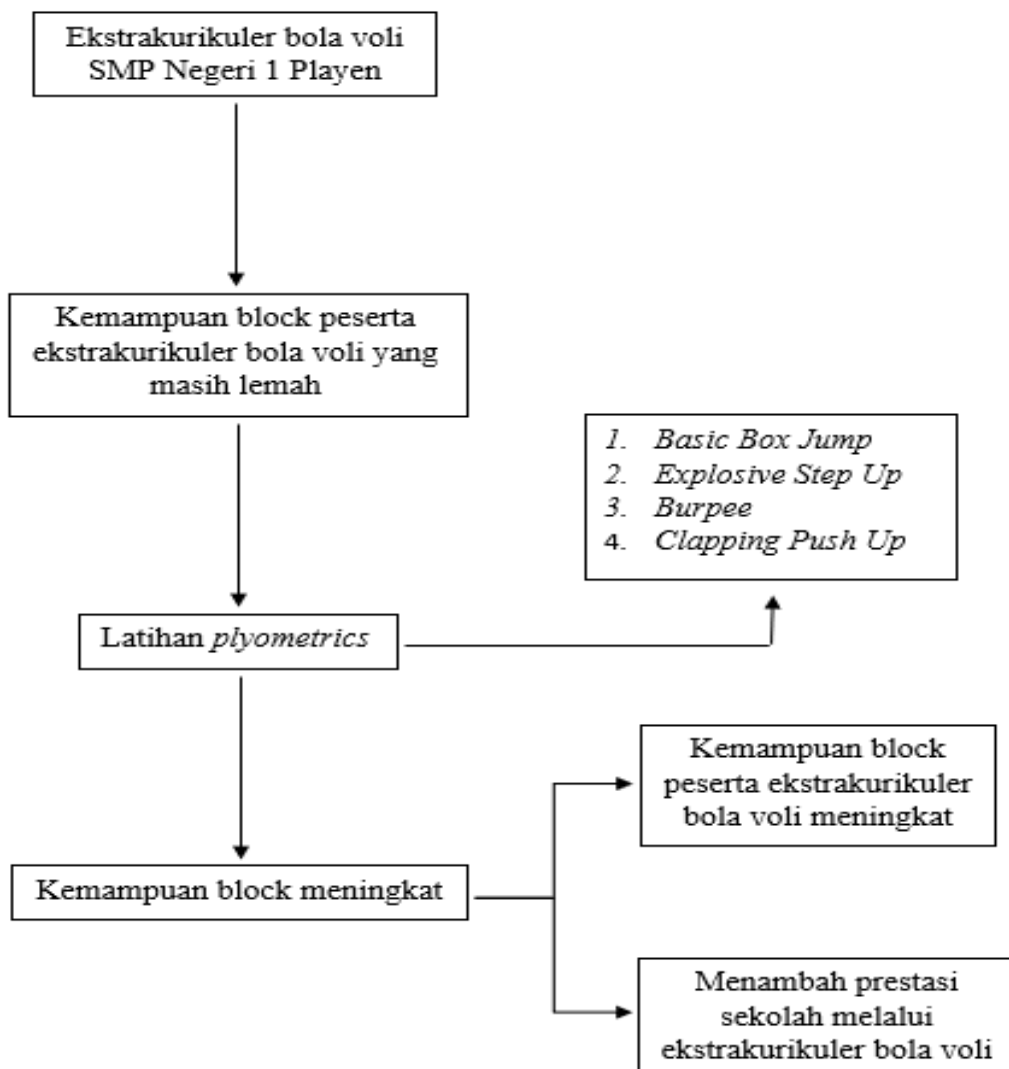 Ekstrakurikuler bola voli
SMP Negeri 1 Playen
Kemampuan block peserta
ekstrakurikuler bola voli yang
masih lemah
1. Basic Box Jump
2. Explosive Step Up
3. Burpee
4. Clapping Push Up
Latihan plyometrics
Kemampuan block
peserta ekstrakurikuler
bola voli meningkat
Kemampuan block meningkat
Menambah prestasi
sekolah melalui
ekstrakurikuler bola voli